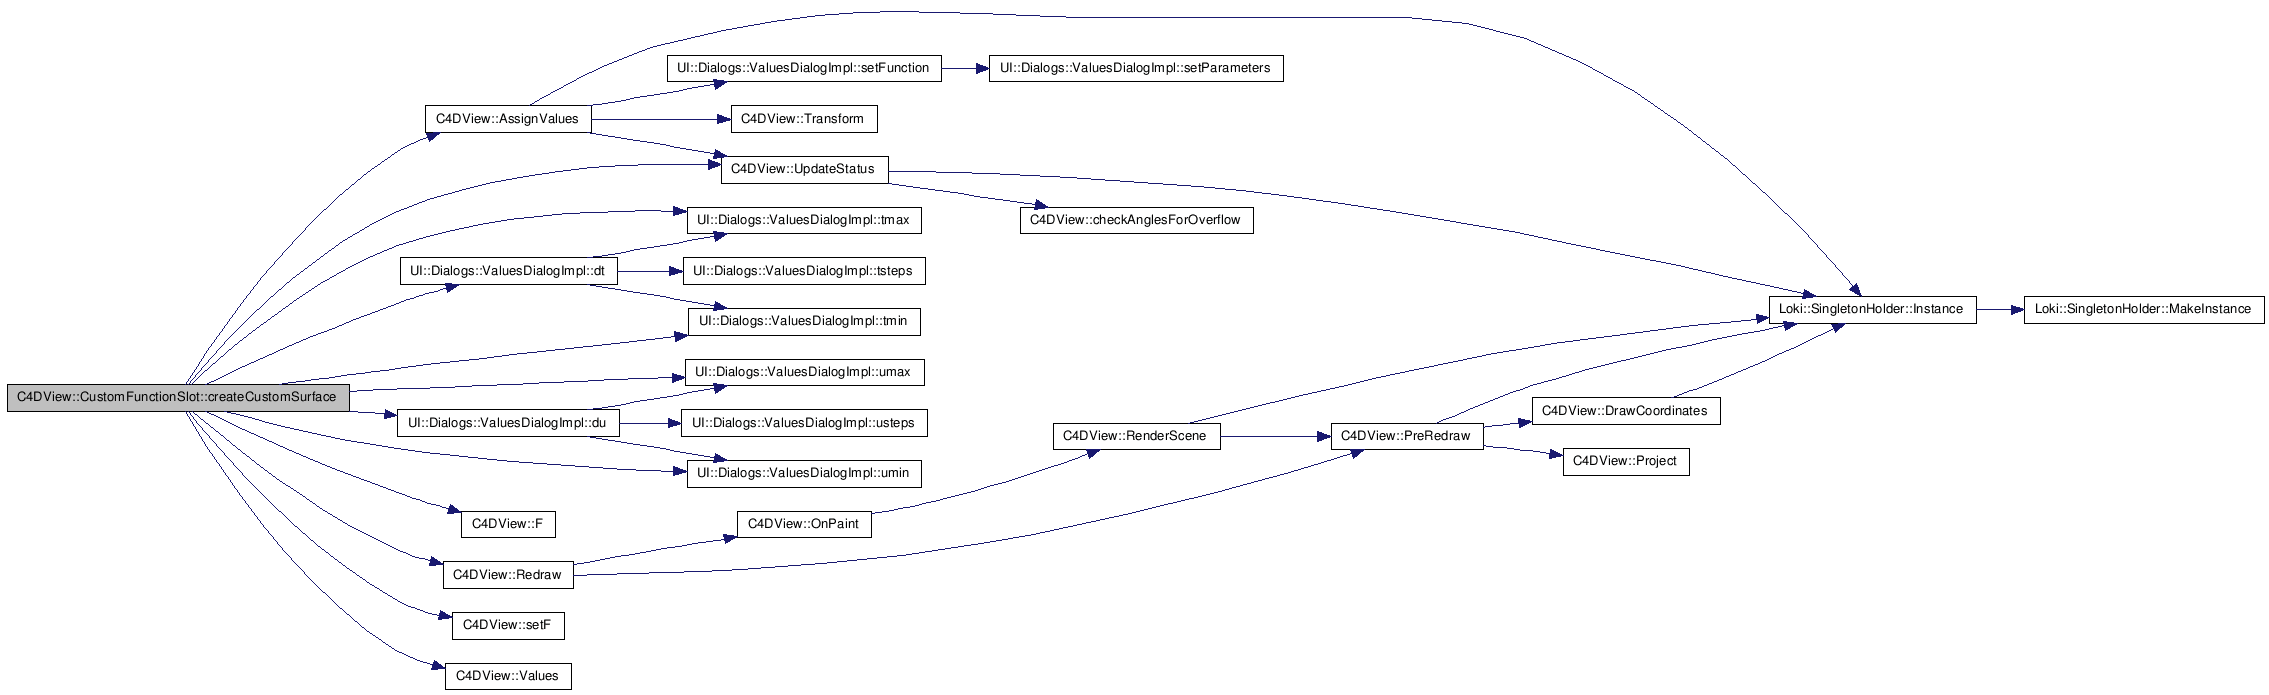 UI::Dialogs::ValuesDialogImpl::setFunction
UI::Dialogs::ValuesDialogImpl::setParameters
C4DView::AssignValues
C4DView::Transform
C4DView::UpdateStatus
UI::Dialogs::ValuesDialogImpl::tmax
C4DView::checkAnglesForOverflow
UI::Dialogs::ValuesDialogImpl::dt
UI::Dialogs::ValuesDialogImpl::tsteps
Loki::SingletonHolder::Instance
Loki::SingletonHolder::MakeInstance
UI::Dialogs::ValuesDialogImpl::tmin
UI::Dialogs::ValuesDialogImpl::umax
C4DView::CustomFunctionSlot::createCustomSurface
C4DView::DrawCoordinates
UI::Dialogs::ValuesDialogImpl::du
UI::Dialogs::ValuesDialogImpl::usteps
C4DView::RenderScene
C4DView::PreRedraw
C4DView::Project
UI::Dialogs::ValuesDialogImpl::umin
C4DView::F
C4DView::OnPaint
C4DView::Redraw
C4DView::setF
C4DView::Values